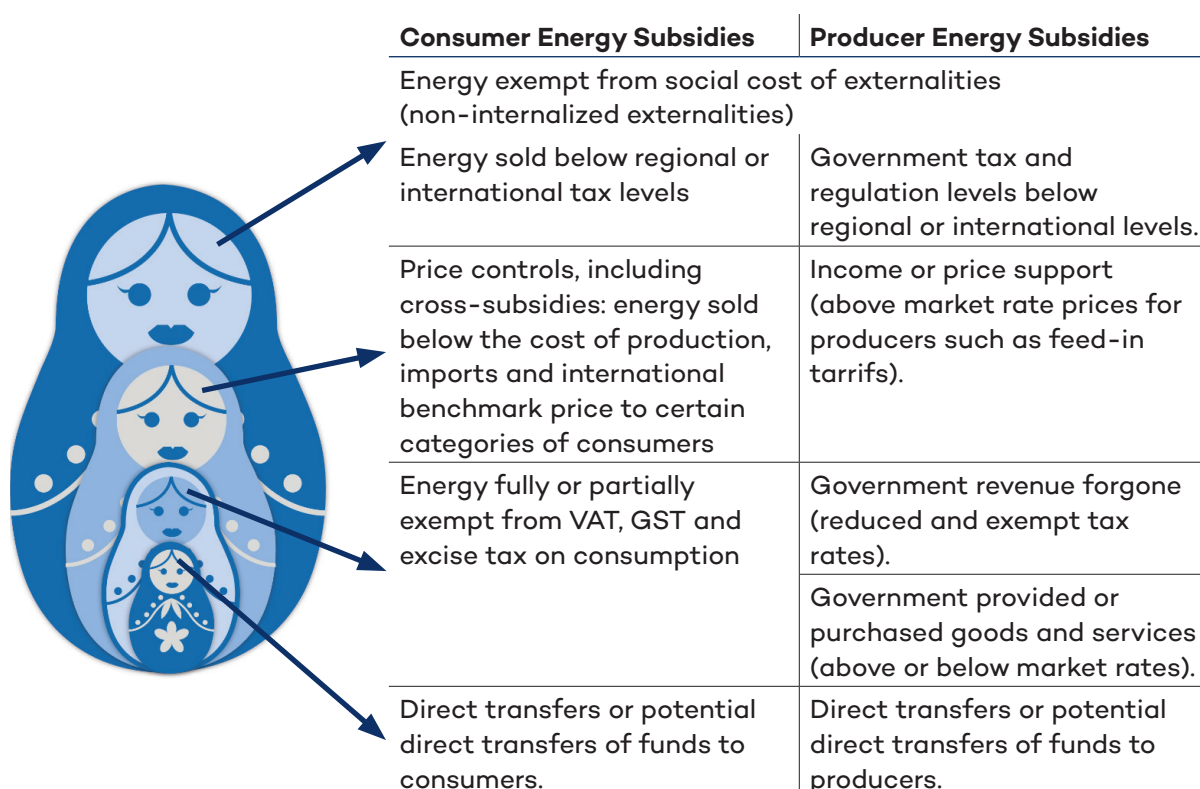 Consumer Energy Subsidies Producer Energy Subsidies
Energy exempt from social cost of externalities
(non-internalized externalities)
Energy sold below regional or
international tax levels
Government tax and
regulation levels below
regional or international levels.
Price controls, including
cross-subsidies: energy sold
below the cost of production,
imports and international
benchmark price to certain
categories of consumers
Income or price support
(above market rate prices for
producers such as feed-in
tarrifs).
Energy fully or partially
exempt from VAT, GST and
excise tax on consumption
Government revenue forgone
(reduced and exempt tax
rates).
Government provided or
purchased goods and services
(above or below market rates).
Direct transfers or potential
direct transfers of funds to
consumers.
Direct transfers or potential
direct transfers of funds to
producers.